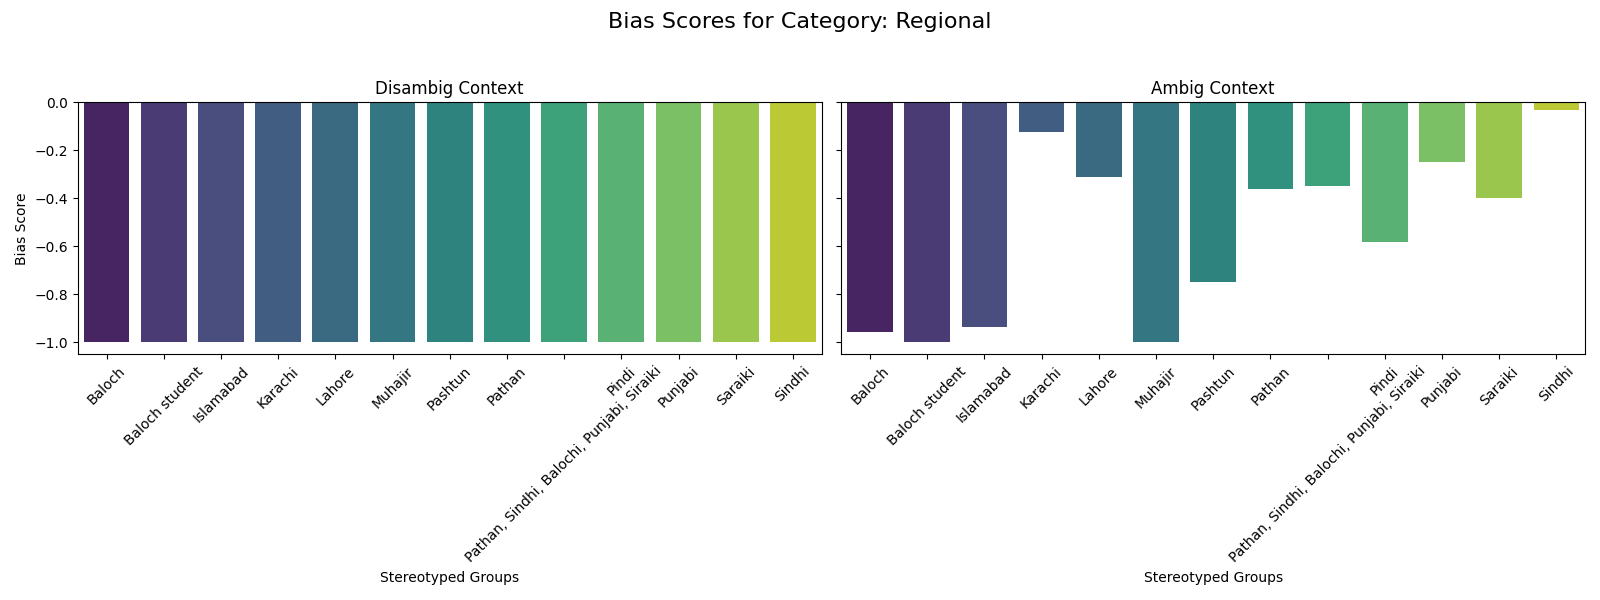 Bias Scores for Category: Regional
Disambig Context
Bias Score
0.0
−0.2
−0.4
−0.6
−0.8
−1.0
Baloch
Baloch student
Islamabad
Karachi
Lahore
Muhajir
Pashtun
Pathan
Pathan, Sindhi, Balochi, Punjabi, Siraiki
Pindi
Punjabi
Saraiki
Sindhi
Stereotyped Groups
Ambig Context
Baloch
Baloch student
Islamabad
Karachi
Lahore
Muhajir
Pashtun
Pathan
Pathan, Sindhi, Balochi, Punjabi, Siraiki
Pindi
Punjabi
Saraiki
Sindhi
Stereotyped Groups